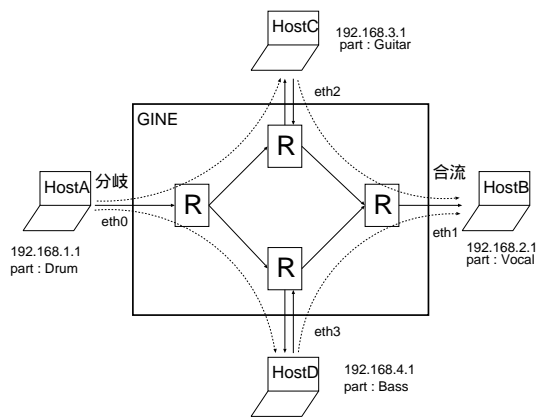 HostC
192.168.3.1
part : Guitar
eth2
GINE
R
分岐
合流
HostA
R
R
HostB
eth0
eth1
192.168.1.1
part : Drum
192.168.2.1
part : Vocal
R
eth3
HostD
192.168.4.1
part : Bass